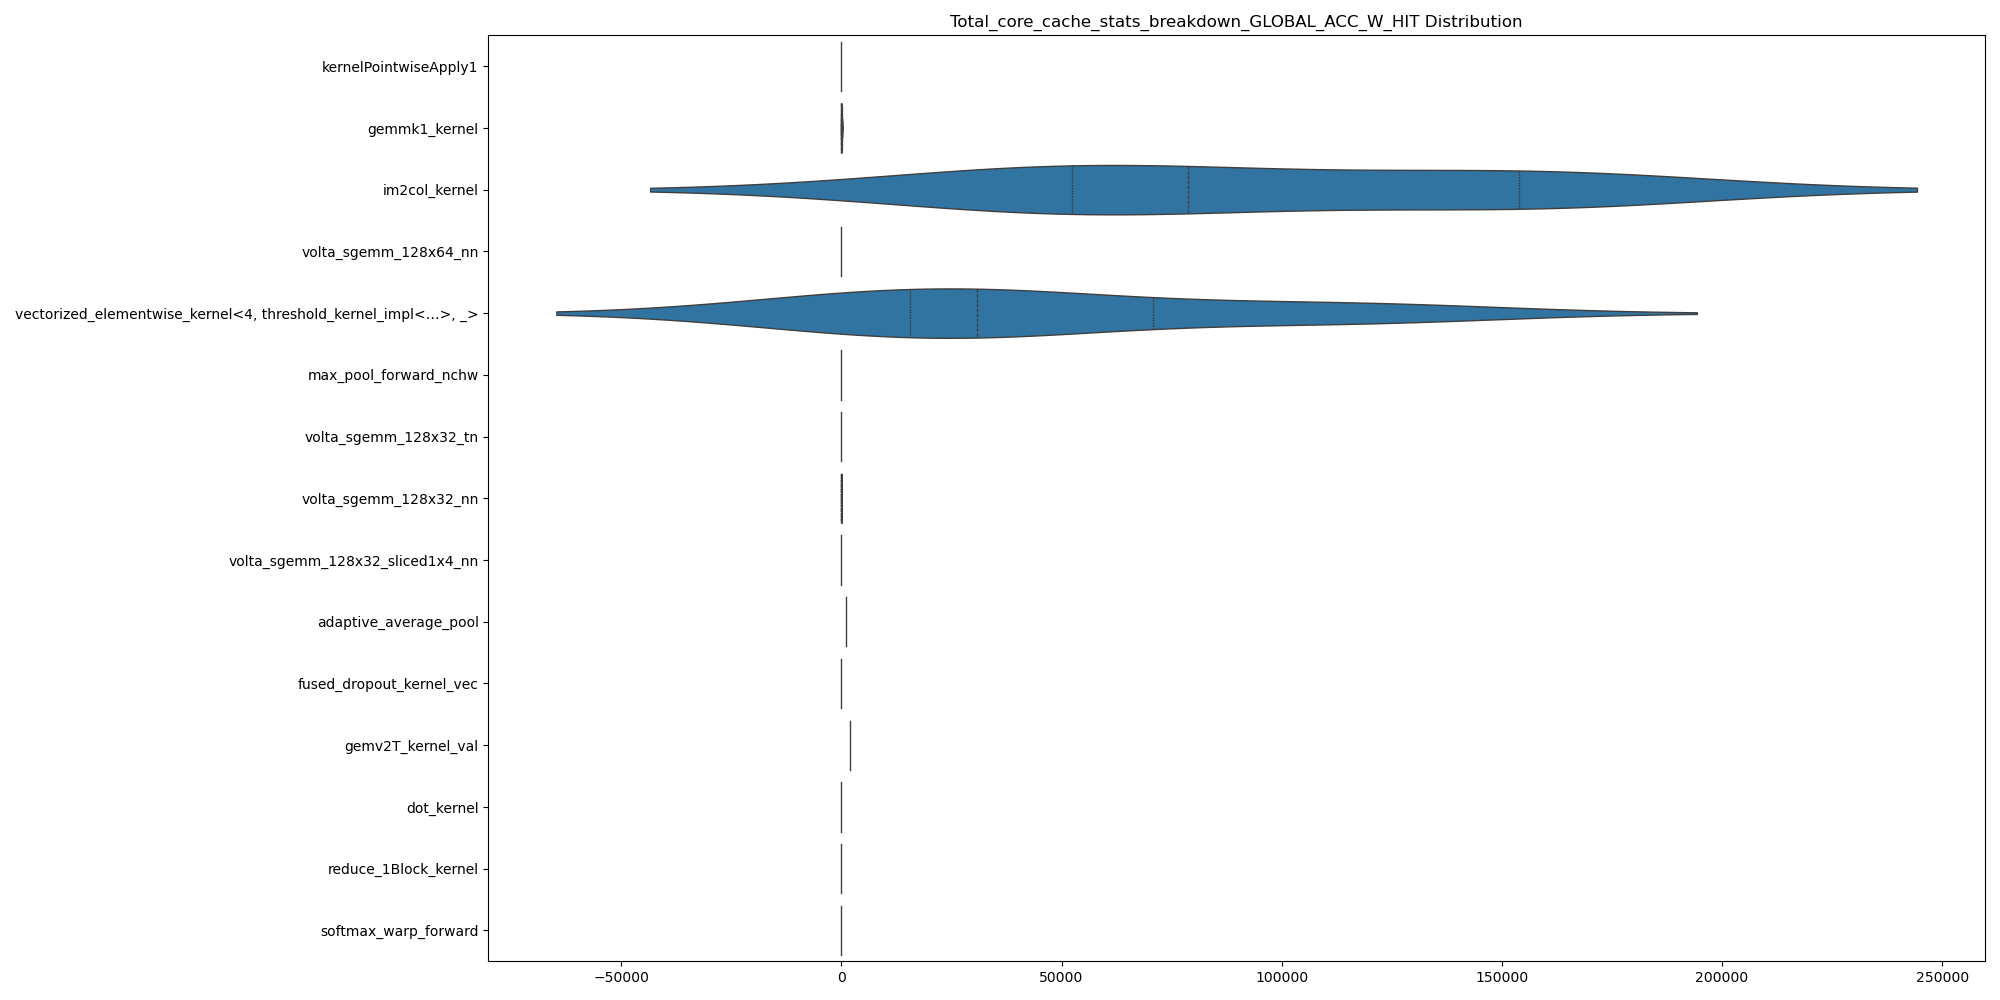 Total_core_cache_stats_breakdown_GLOBAL_ACC_W_HIT Distribution
kernelPointwiseApply1
gemmk1_kernel
im2col_kernel
volta_sgemm_128x64_nn
vectorized_elementwise_kernel<4, threshold_kernel_impl<...>, _>
max_pool_forward_nchw
volta_sgemm_128x32_tn
volta_sgemm_128x32_nn
volta_sgemm_128x32_sliced1x4_nn
adaptive_average_pool
fused_dropout_kernel_vec
gemv2T_kernel_val
dot_kernel
reduce_1Block_kernel
softmax_warp_forward
−50000 0 50000 100000 150000 200000 250000